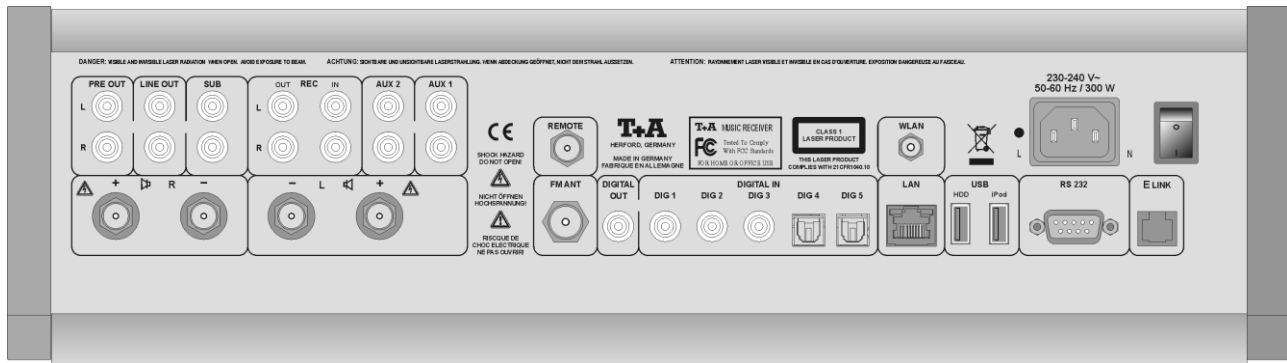 DANGER: VISIBLE AND INVISIBLE LASER RADIATION WHEN OPEN. AVOID EXPOSURE TO BEAM. ACHTUNG: SICHTBARE UND UNSICHTBARE LASERSTRAHLUNG. WENN ABDECKUNG GEÖFFNET, NICHT DEM STRAHL AUSSETZEN. ATTENTION: RAYONNEMENT LASER VISIBLE ET INVISIBLE EN CAS D'OUVERTURE. EXPOSITION DANGEREUSE AU FAISCEAU.
PRE OUT LINE OUT SUB OUT REC IN AUX 2 AUX 1
L L
R R
+ R −
− L +
CE
SHOCK HAZARD
DO NOT OPEN!
NICHT ÖFFNEN
HOCHSPANNUNG!
RISCQUE DE
CHOC ELECTRIQUE
NE PAS OUVRIR!
REMOTE
FM ANT
T+A
HERFORD, GERMANY
MADE IN GERMANY
FABRIQUE EN ALLEMAGNE
T+A MUSIC RECEIVER
FC Tested To Comply
With FCC Standards
FOR HOME OR OFFICE USE
CLASS 1
LASER PRODUCT
THIS LASER PRODUCT
COMPLIES WITH 21CFR1040.10
WLAN
230-240 V~
50-60 Hz / 300 W
L N
DIGITAL
OUT
DIGITAL IN
DIG 1 DIG 2 DIG 3 DIG 4 DIG 5
LAN
USB
HDD iPod
RS 232
E LINK